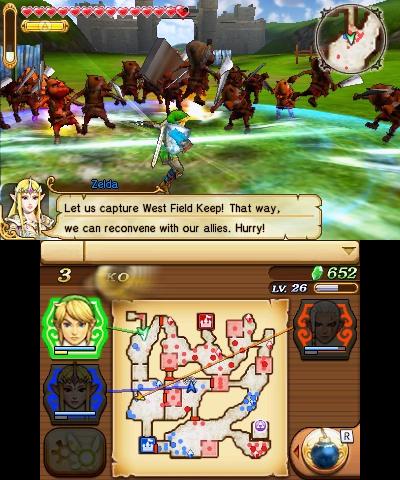 A
Zelda
Let us capture West Field Keep! That way,
we can reconvene with our allies. Hurry!
3 KO
652
LV. 26
R